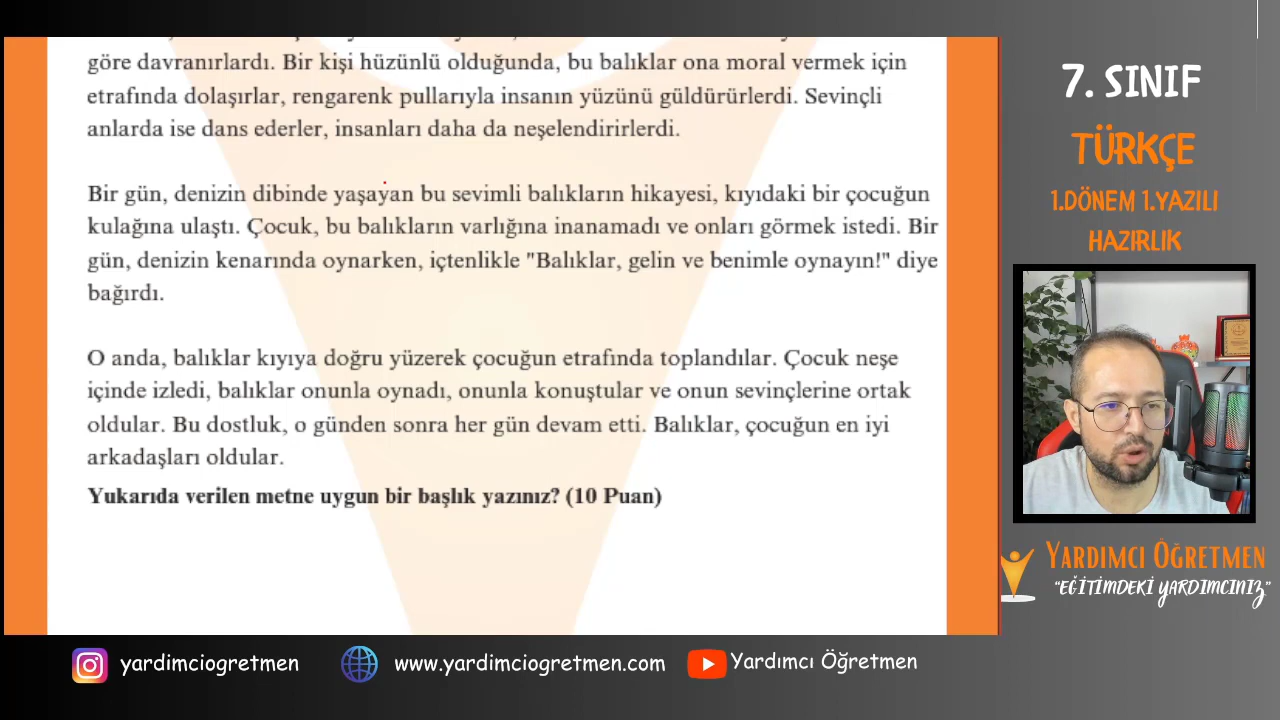 göre davranırlardı. Bir kişi hüzünlü olduğunda, bu balıklar ona moral vermek için
etrafında dolaşırlar, rengarenk pullarıyla insanın yüzünü güldürürlerdi. Sevinçli
anlarda ise dans ederler, insanları daha da neşelendirirlerdi.
Bir gün, denizin dibinde yaşayan bu sevimli balıkların hikayesi, kıyıdaki bir çocuğun
kulağına ulaştı. Çocuk, bu balıkların varlığına inanamadı ve onları görmek istedi. Bir
gün, denizin kenarında oynarken, içtenlikle "Balıklar, gelin ve benimle oynayın!" diye
bağırdı.
O anda, balıklar kıyıya doğru yüzerek çocuğun etrafında toplandılar. Çocuk neşe
içinde izledi, balıklar onunla oynadı, onunla konuştular ve onun sevinçlerine ortak
oldular. Bu dostluk, o günden sonra her gün devam etti. Balıklar, çocuğun en iyi
arkadaşları oldular.
Yukarıda verilen metne uygun bir başlık yazınız? (10 Puan)
7. SINIF
TÜRKÇE
1.DÖNEM 1.YAZILI
HAZIRLIK
YARDIMCI ÖĞRETMEN
"EĞİTİMDEKİ YARDIMCINIZ"
yardimciogretmen
www.yardimciogretmen.com
Yardımcı Öğretmen